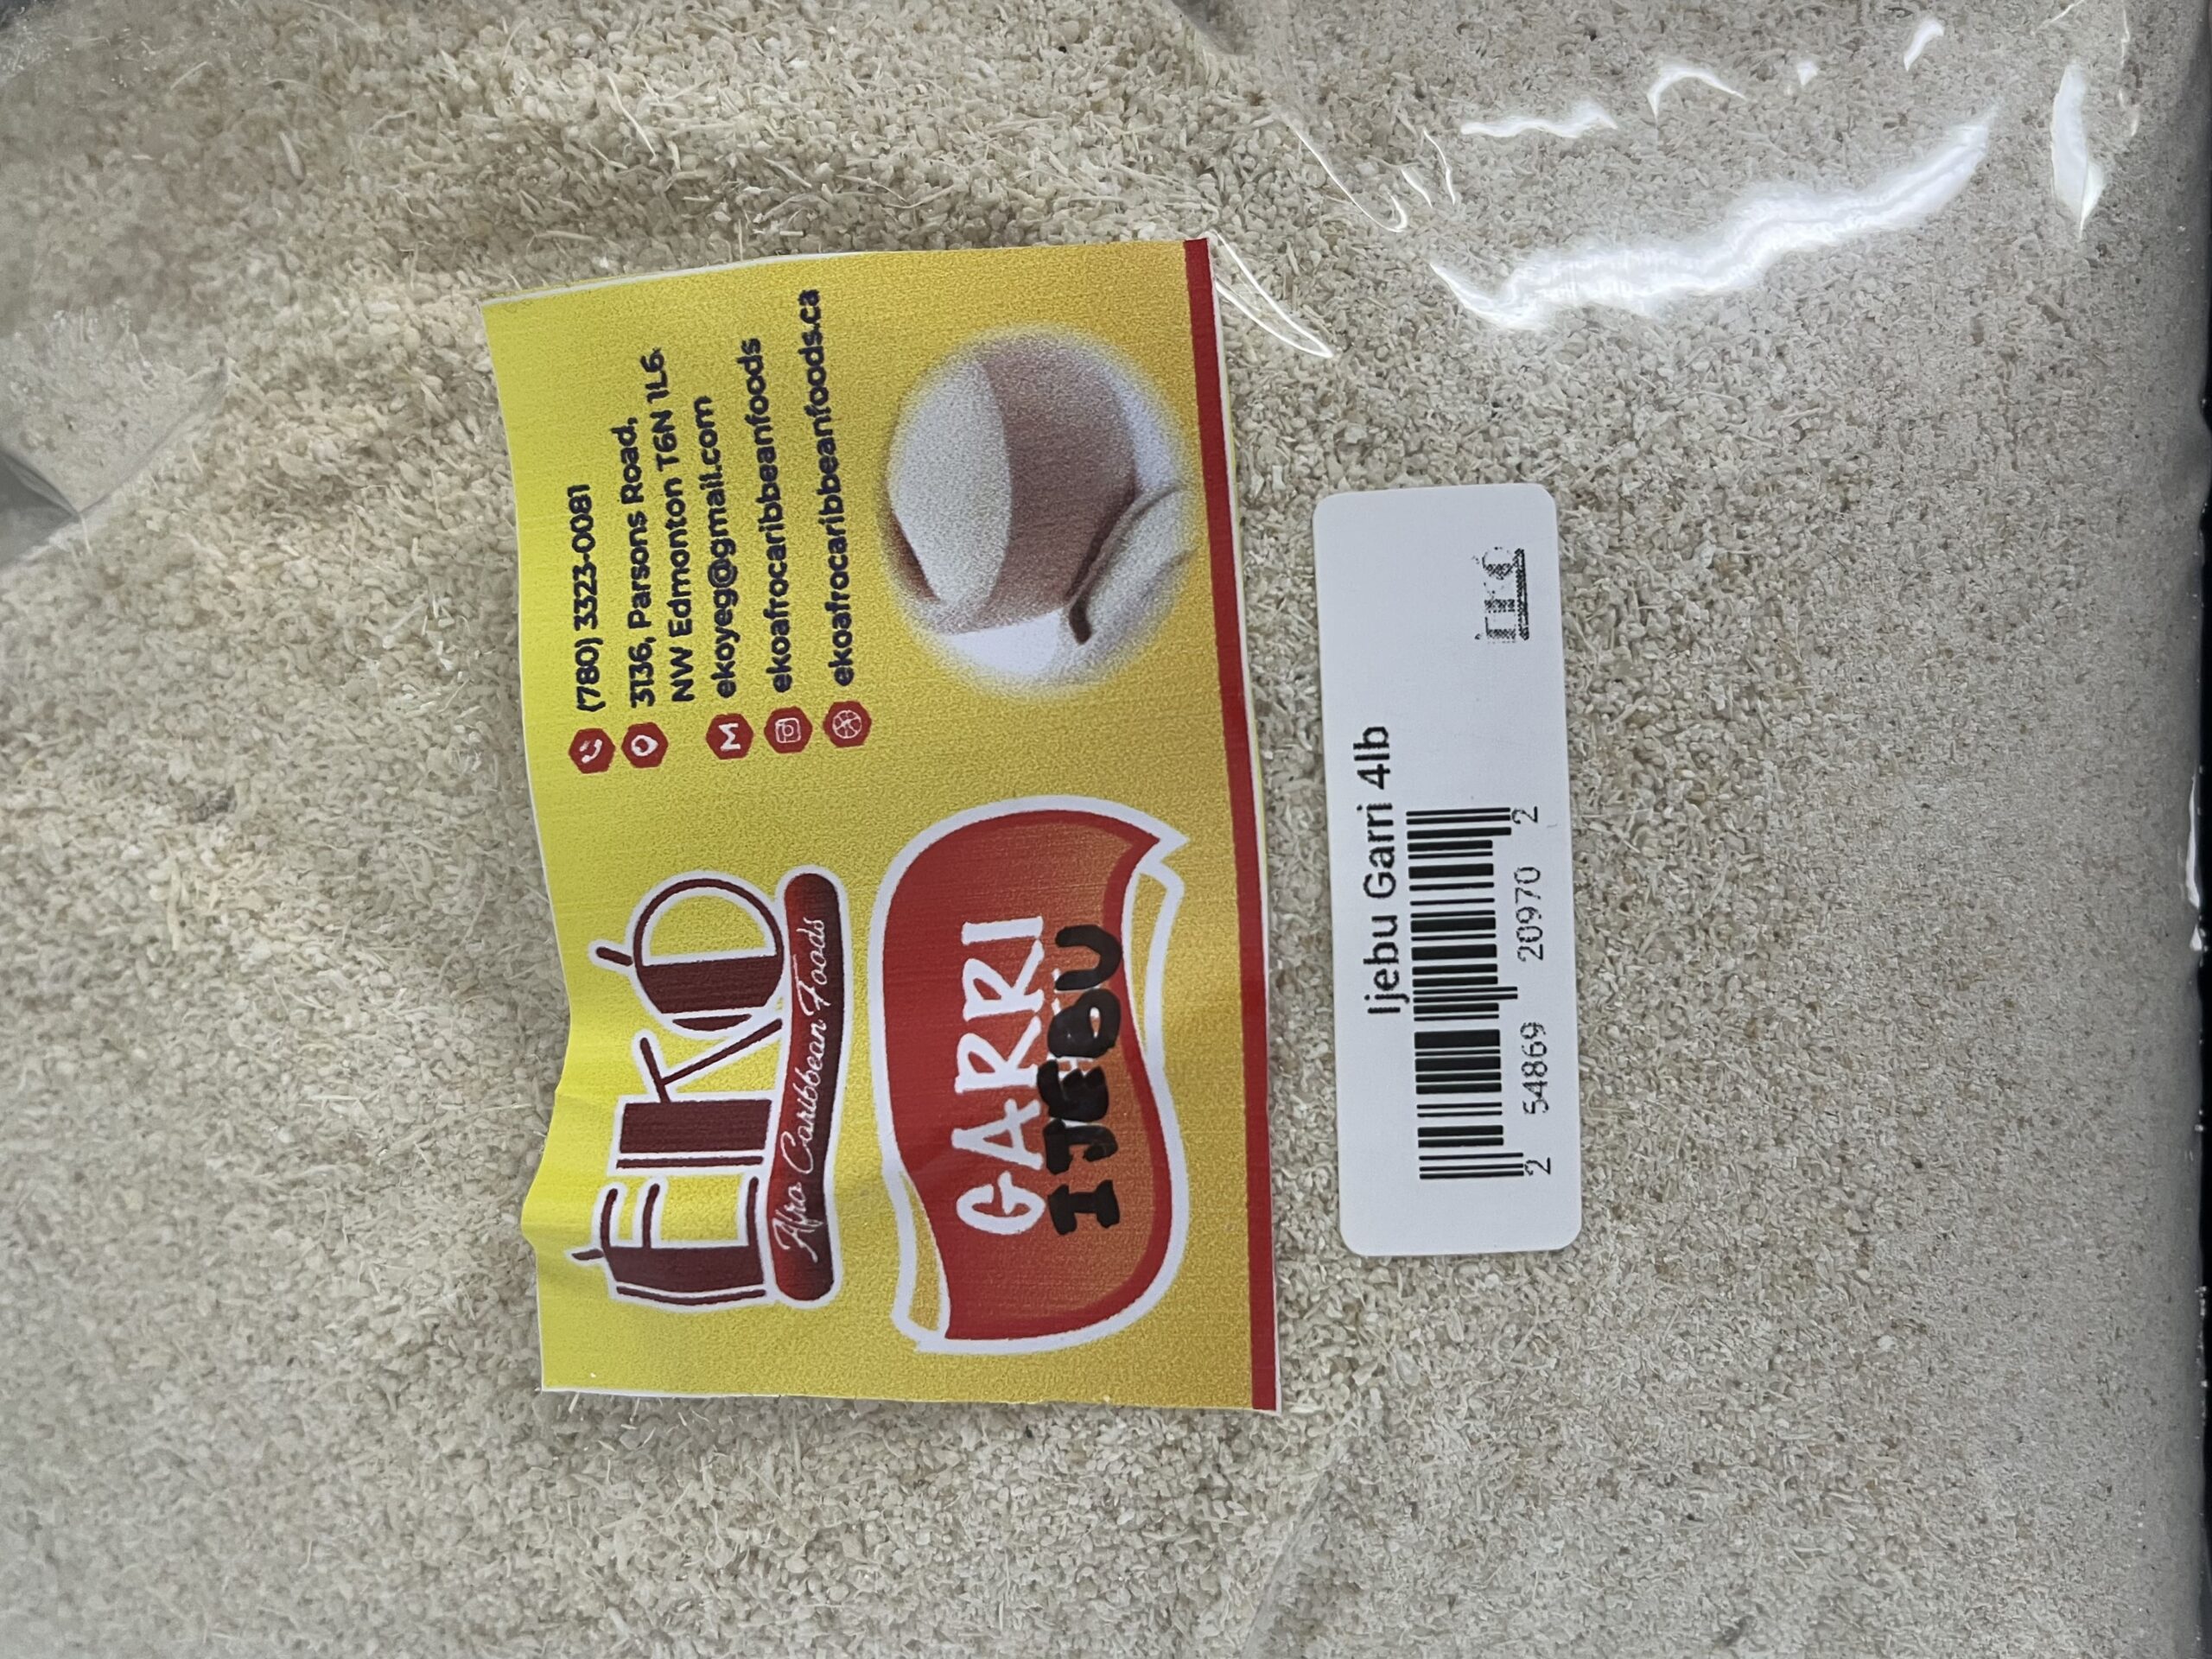 EKO
Afro Caribbean Foods
(780) 3323-0081
3136, Parsons Road,
NW Edmonton T6N 1L6
ekoyeg@gmail.com
ekoafrocaribbeanfoods
ekoafrocaribbeanfoods.ca
GARRI
IJEBU
Ijebu Garri 4lb
2 54869 20970 2